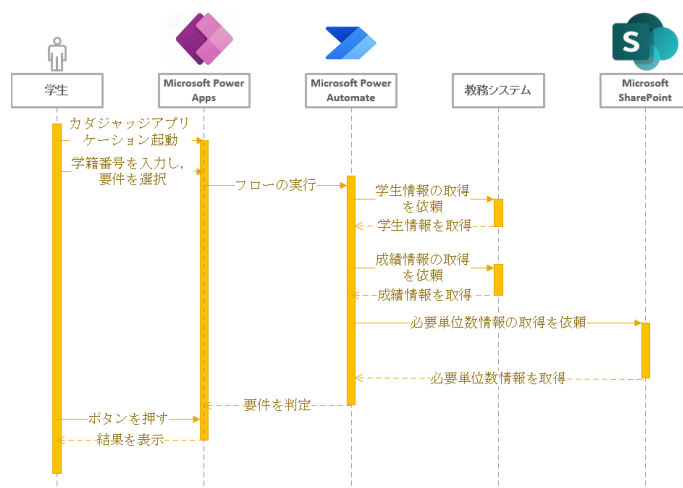 S
学生
Microsoft Power
Apps
Microsoft Power
Automate
教務システム
Microsoft
SharePoint
カダジャッジアプリ
ケーション起動
学籍番号を入力し,
要件を選択
フローの実行
学生情報の取得
を依頼
学生情報を取得
成績情報の取得
を依頼
成績情報を取得
必要単位数情報の取得を依頼
必要単位数情報を取得
要件を判定
ボタンを押す
結果を表示